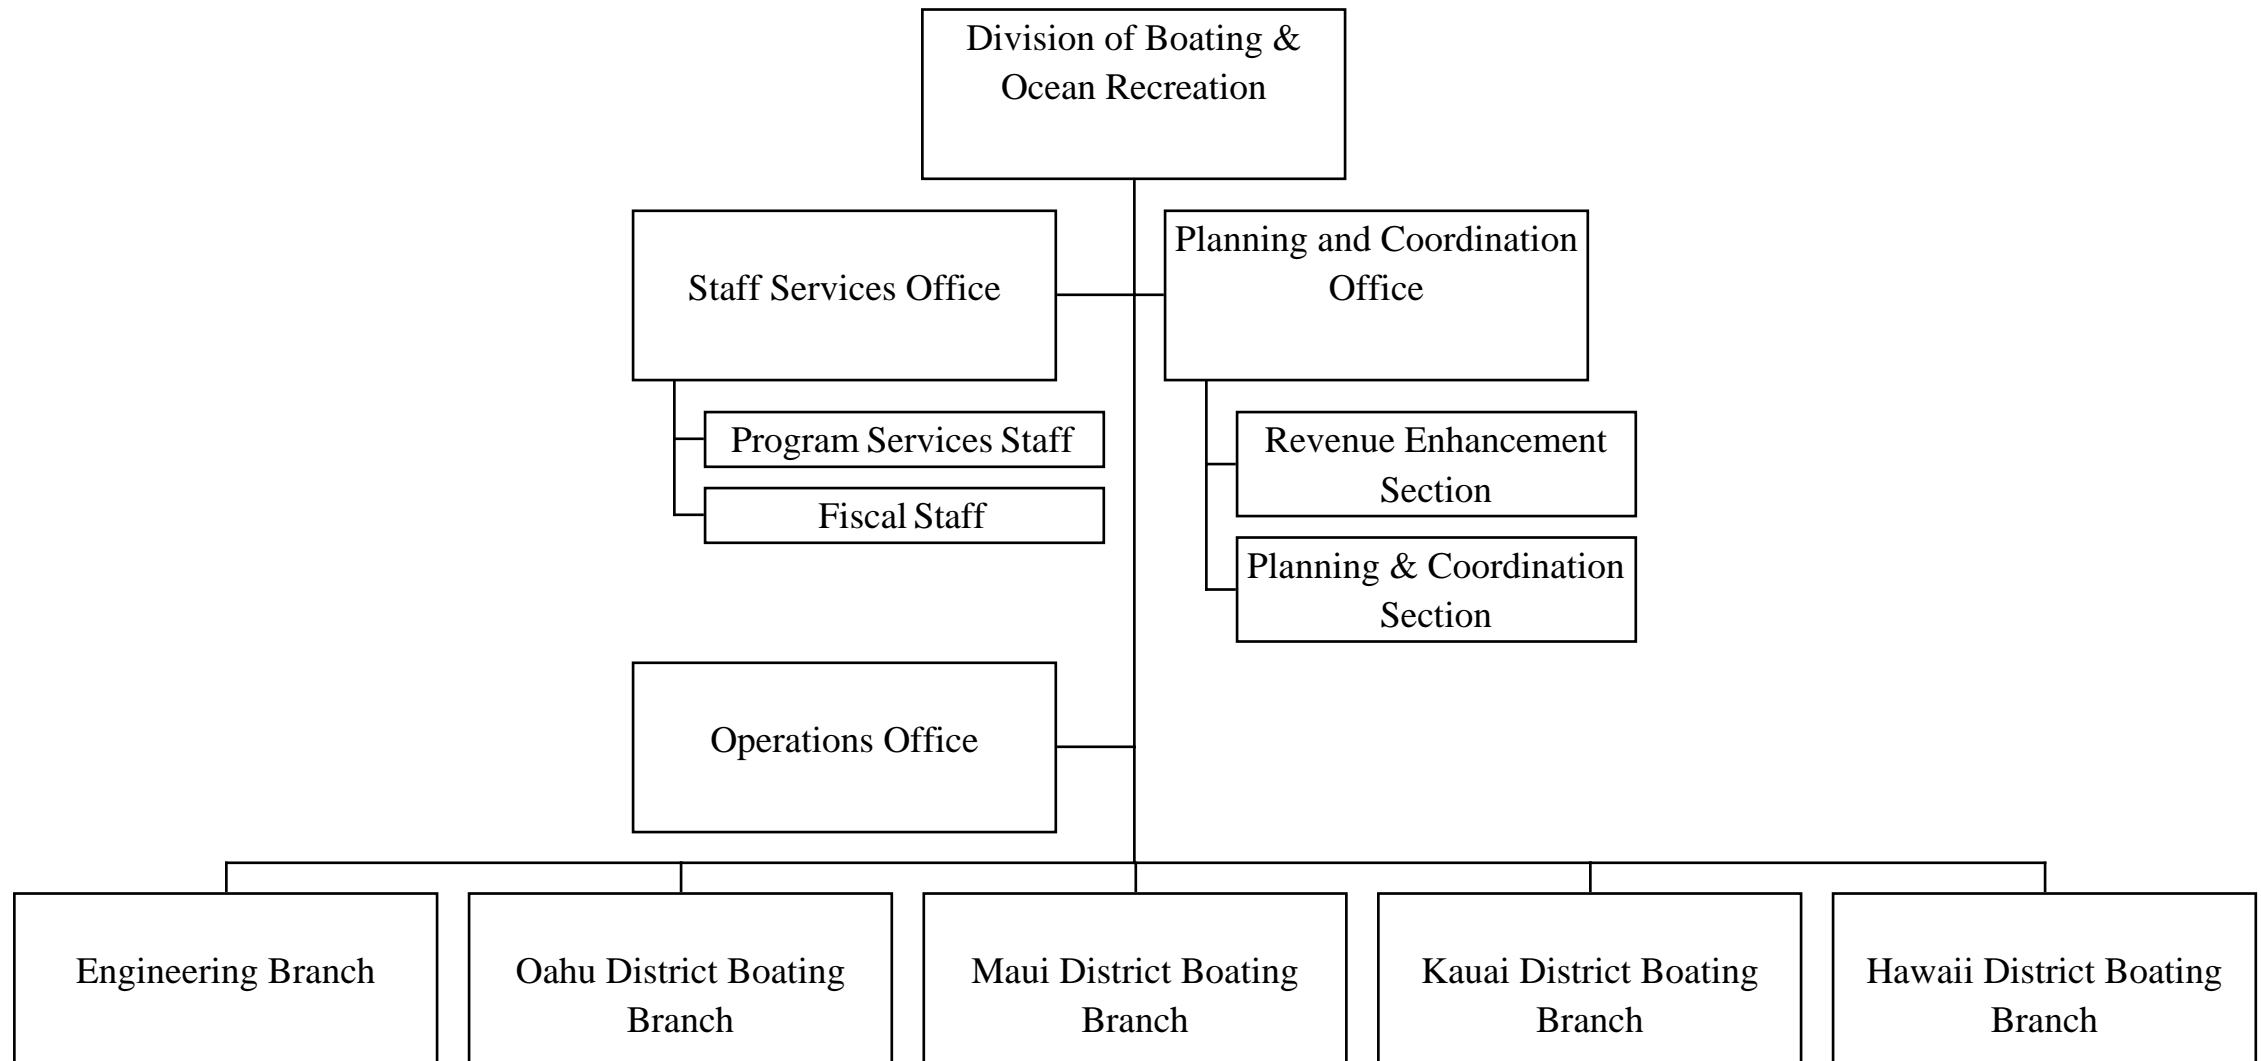 Division of Boating &
Ocean Recreation
Staff Services Office
Planning and Coordination
Office
Program Services Staff
Fiscal Staff
Revenue Enhancement
Section
Planning & Coordination
Section
Operations Office
Engineering Branch
Oahu District Boating
Branch
Maui District Boating
Branch
Kauai District Boating
Branch
Hawaii District Boating
Branch